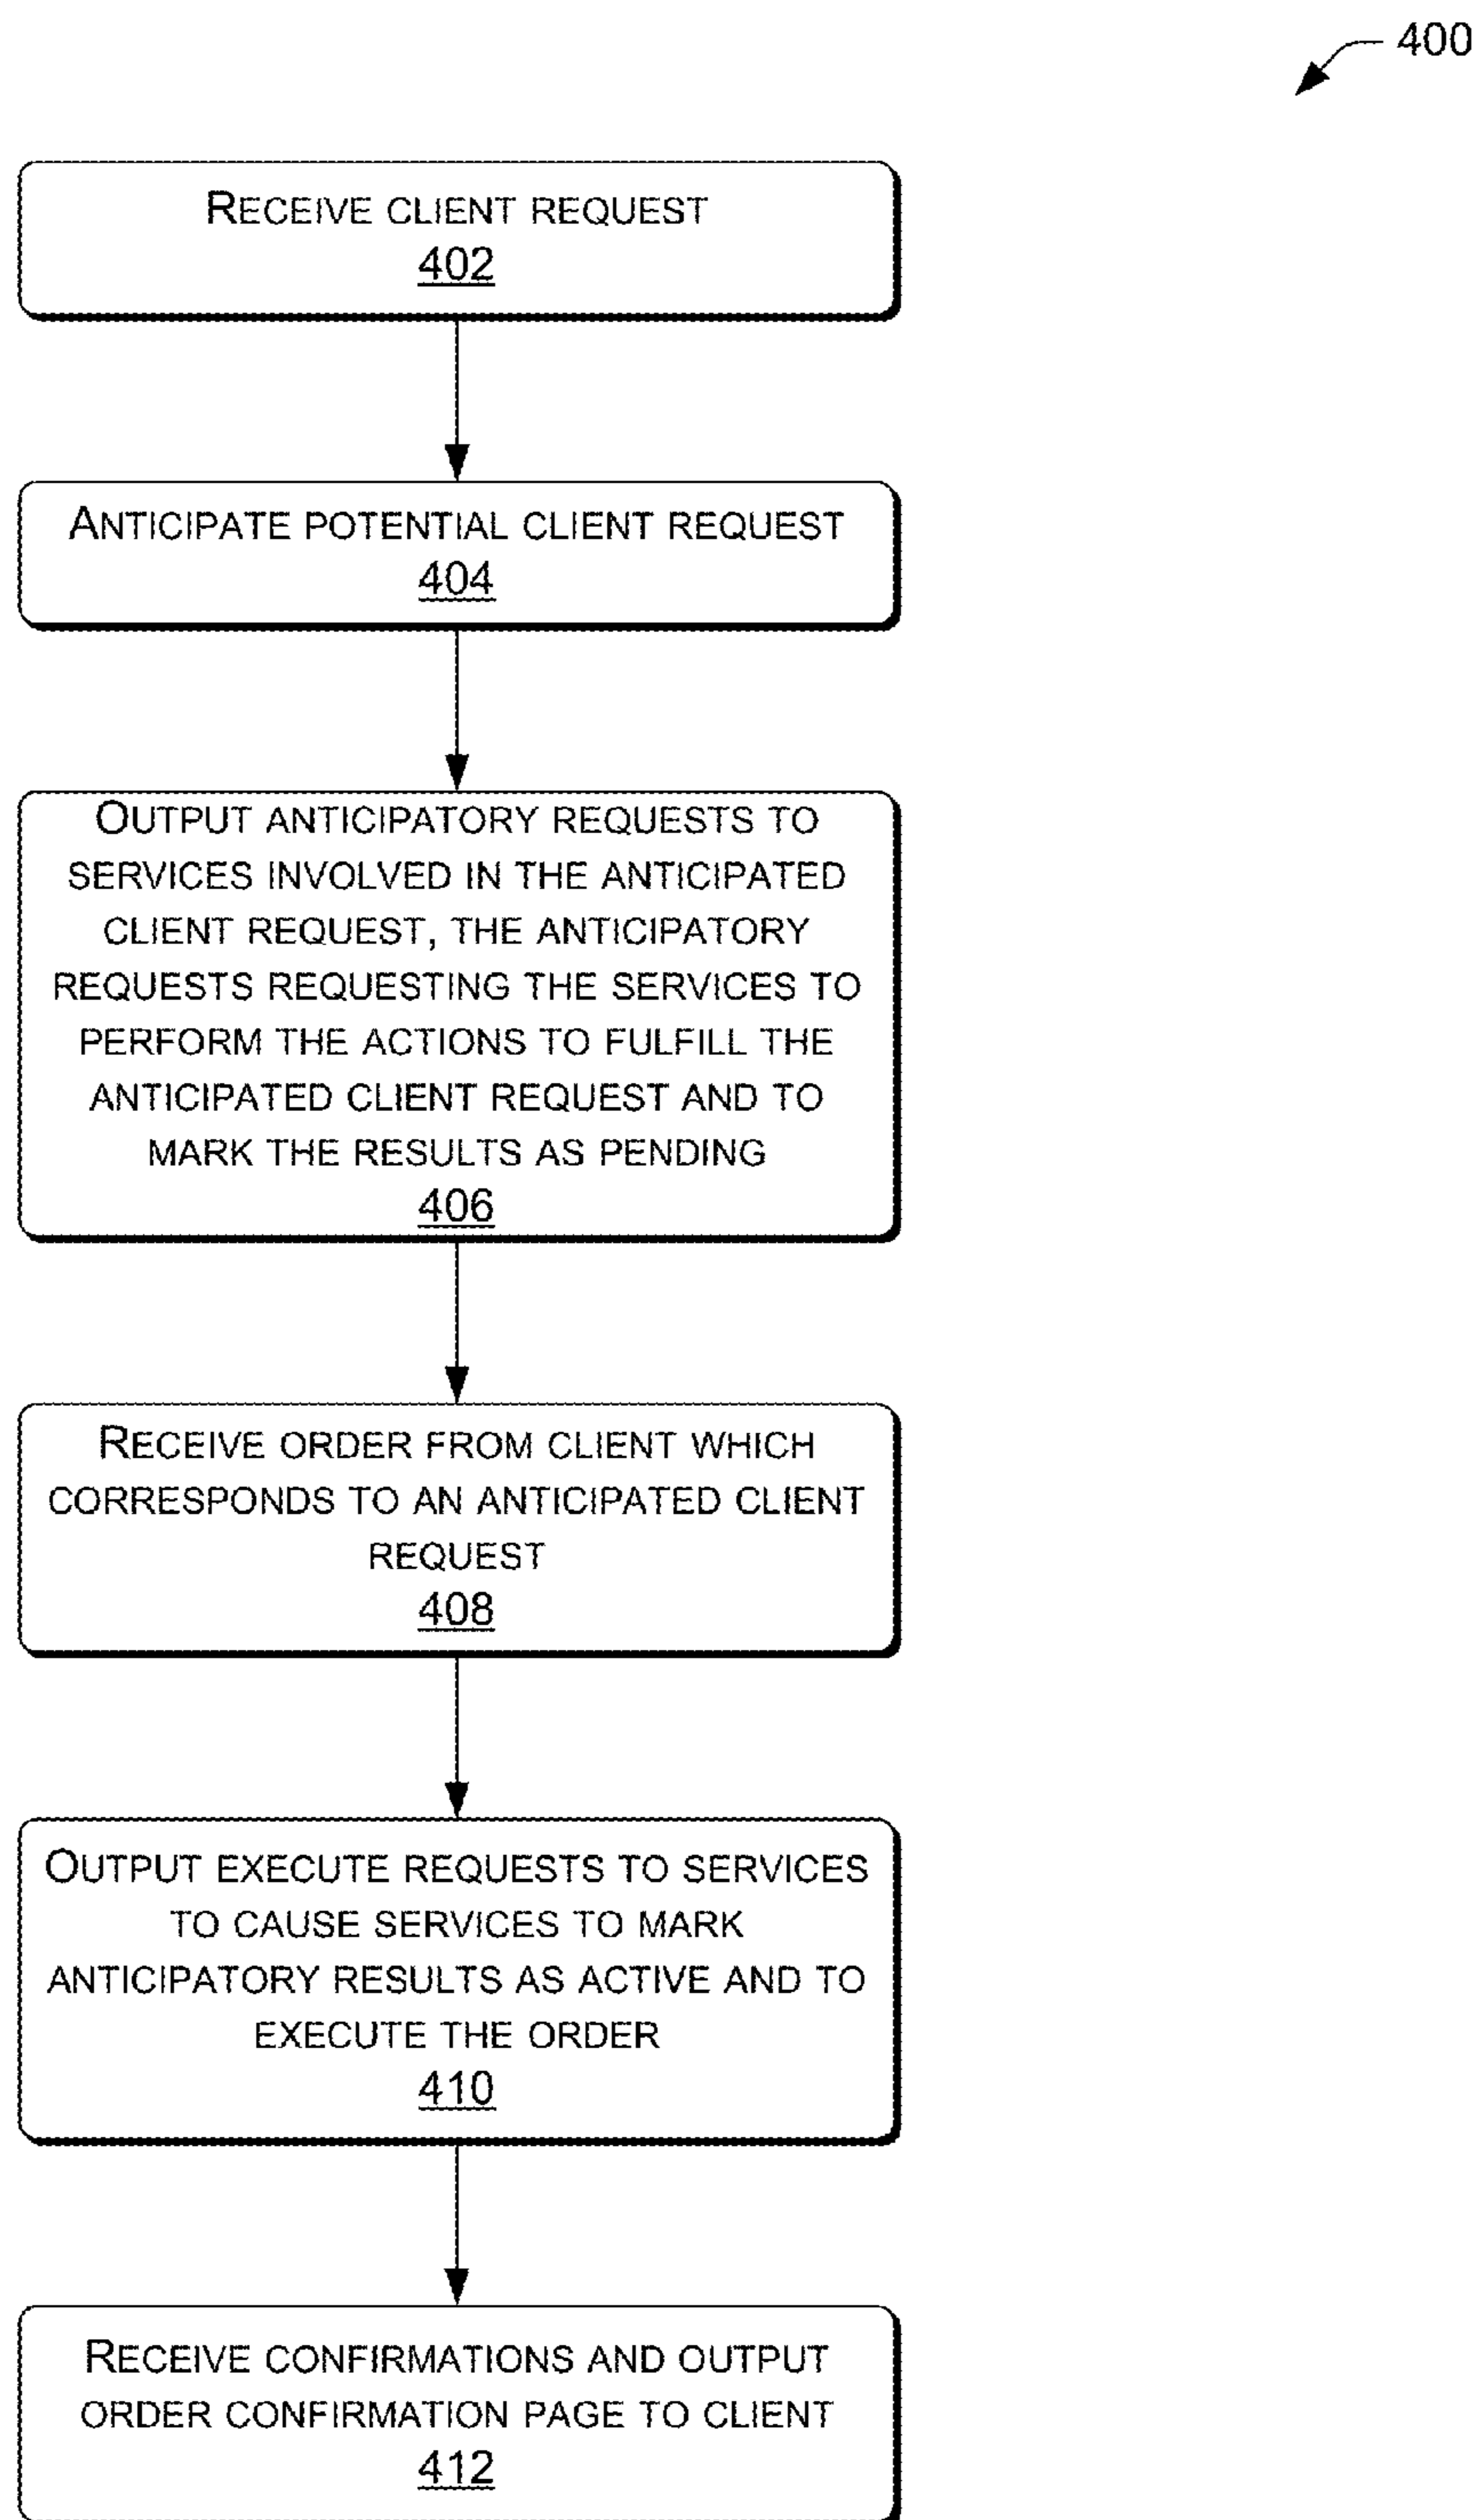 400
RECEIVE CLIENT REQUEST
402
ANTICIPATE POTENTIAL CLIENT REQUEST
404
OUTPUT ANTICIPATORY REQUESTS TO
SERVICES INVOLVED IN THE ANTICIPATED
CLIENT REQUEST, THE ANTICIPATORY
REQUESTS REQUESTING THE SERVICES TO
PERFORM THE ACTIONS TO FULFILL THE
ANTICIPATED CLIENT REQUEST AND TO
MARK THE RESULTS AS PENDING
406
RECEIVE ORDER FROM CLIENT WHICH
CORRESPONDS TO AN ANTICIPATED CLIENT
REQUEST
408
OUTPUT EXECUTE REQUESTS TO SERVICES
TO CAUSE SERVICES TO MARK
ANTICIPATORY RESULTS AS ACTIVE AND TO
EXECUTE THE ORDER
410
RECEIVE CONFIRMATIONS AND OUTPUT
ORDER CONFIRMATION PAGE TO CLIENT
412